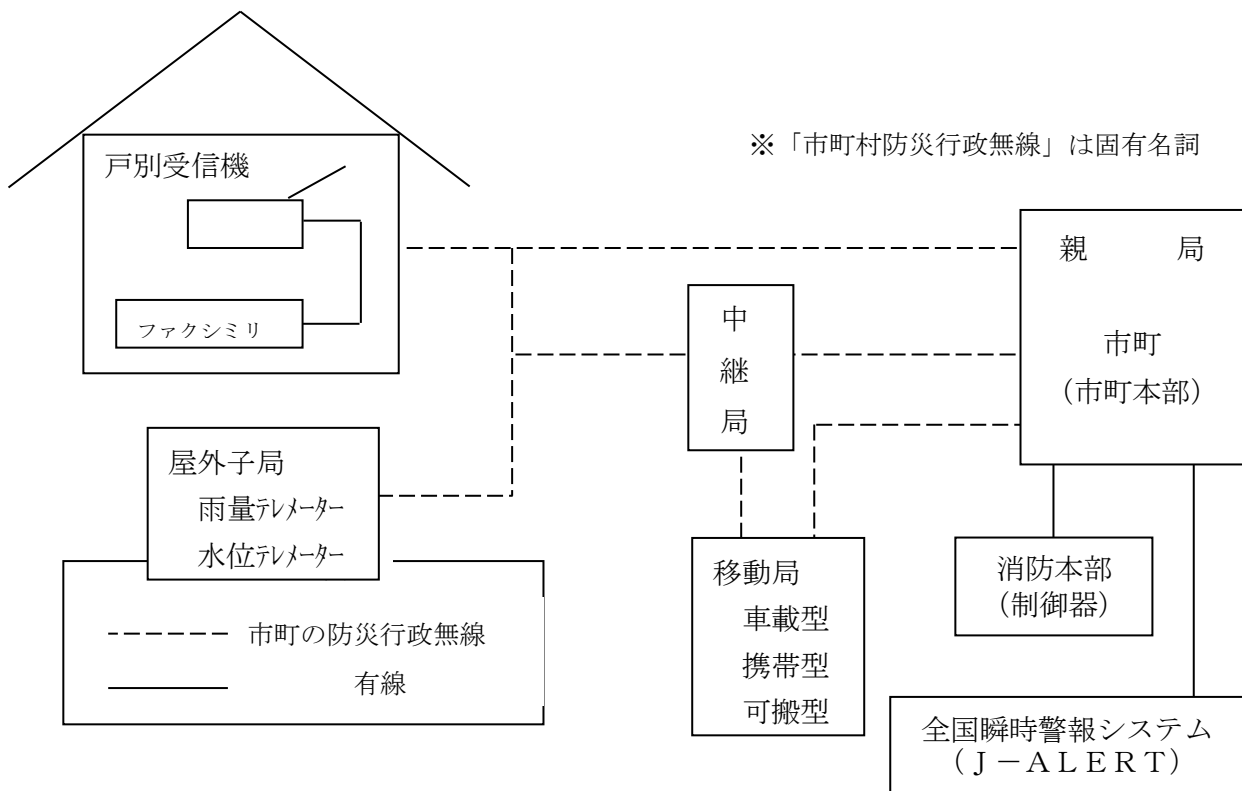 ※「市町村防災行政無線」は固有名詞
戸別受信機
ファクシミリ
親　　局
市町
（市町本部）
中継局
屋外子局
雨量ﾃﾚﾒｰﾀｰ
水位ﾃﾚﾒｰﾀｰ
移動局
車載型
携帯型
可搬型
消防本部
（制御器）
市町の防災行政無線
有線
全国瞬時警報システム
（Ｊ－ＡＬＥＲＴ）